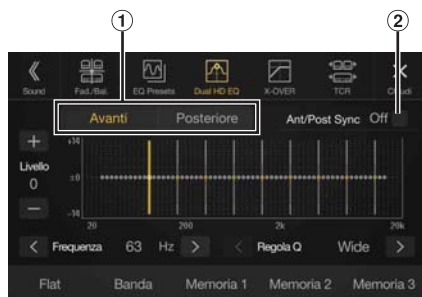 1 2
Sound Fad./Bal. EQ Presets Dual HD EQ X-OVER TCR Chiudi
Avanti Posteriore Ant/Post Sync Off
+14
Livello ±0
0
-14
20 200 2k 20k
Frequenza 63 Hz Regola Q Wide
Flat Banda Memoria 1 Memoria 2 Memoria 3